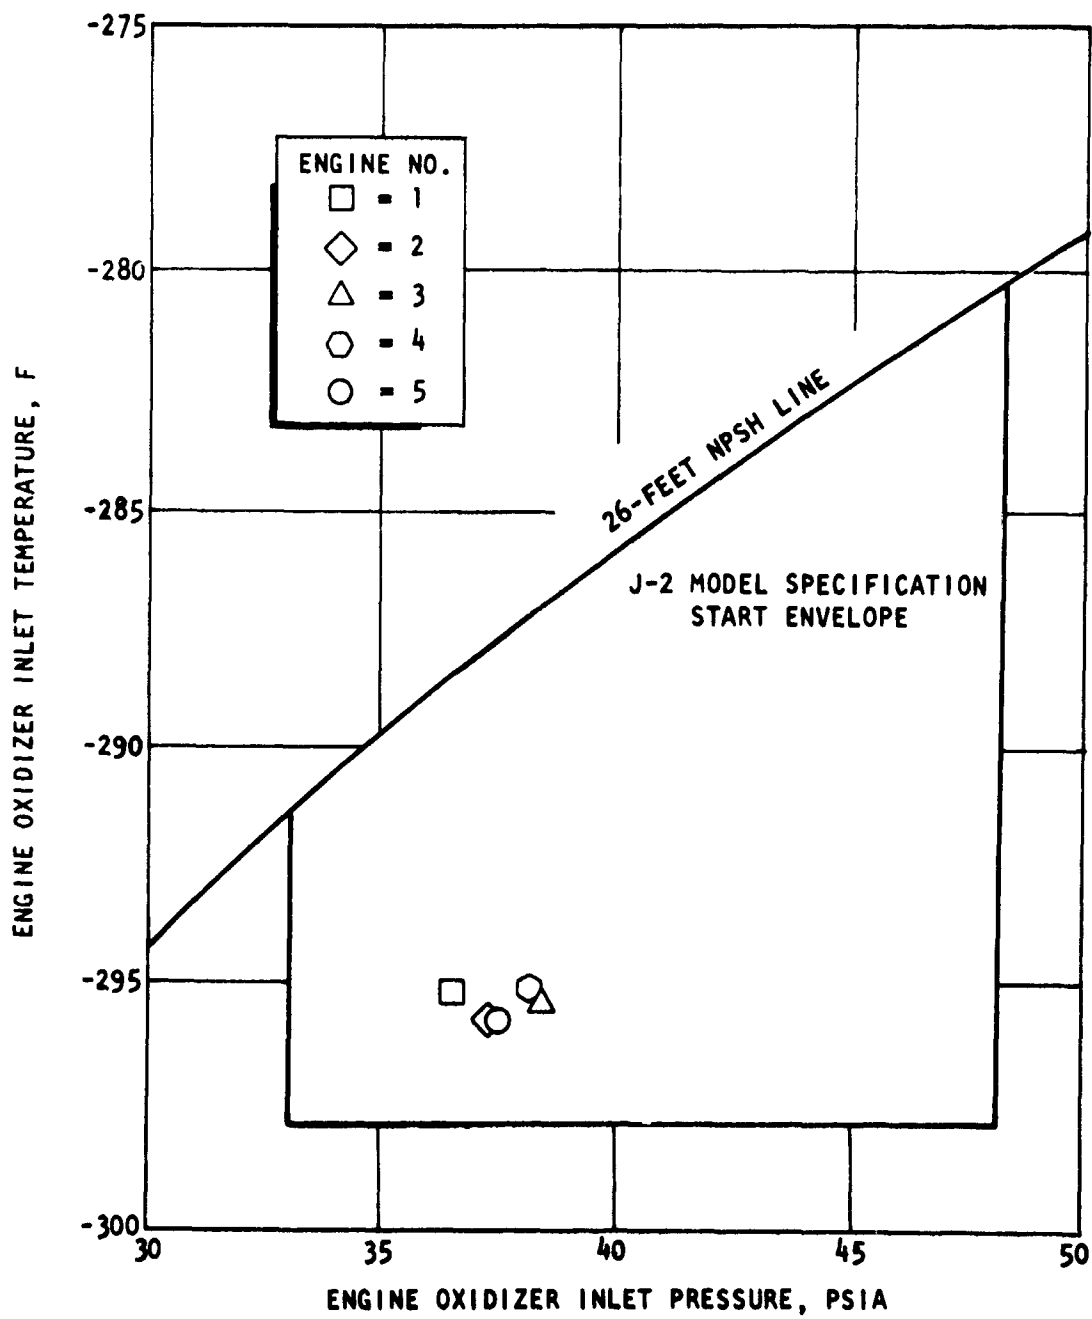 -275
ENGINE NO.
= 1
= 2
-280
= 3
= 4
= 5
ENGINE OXIDIZER INLET TEMPERATURE, F
26-FEET NPSH LINE
-285
J-2 MODEL SPECIFICATION
START ENVELOPE
-290
-295
-300
30 35 40 45 50
ENGINE OXIDIZER INLET PRESSURE, PSIA